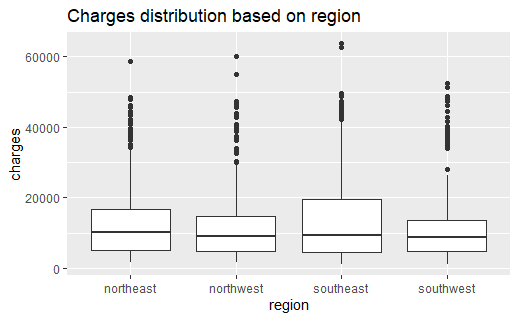 Charges distribution based on region
charges
60000
40000
20000
0
northeast northwest southeast southwest
region